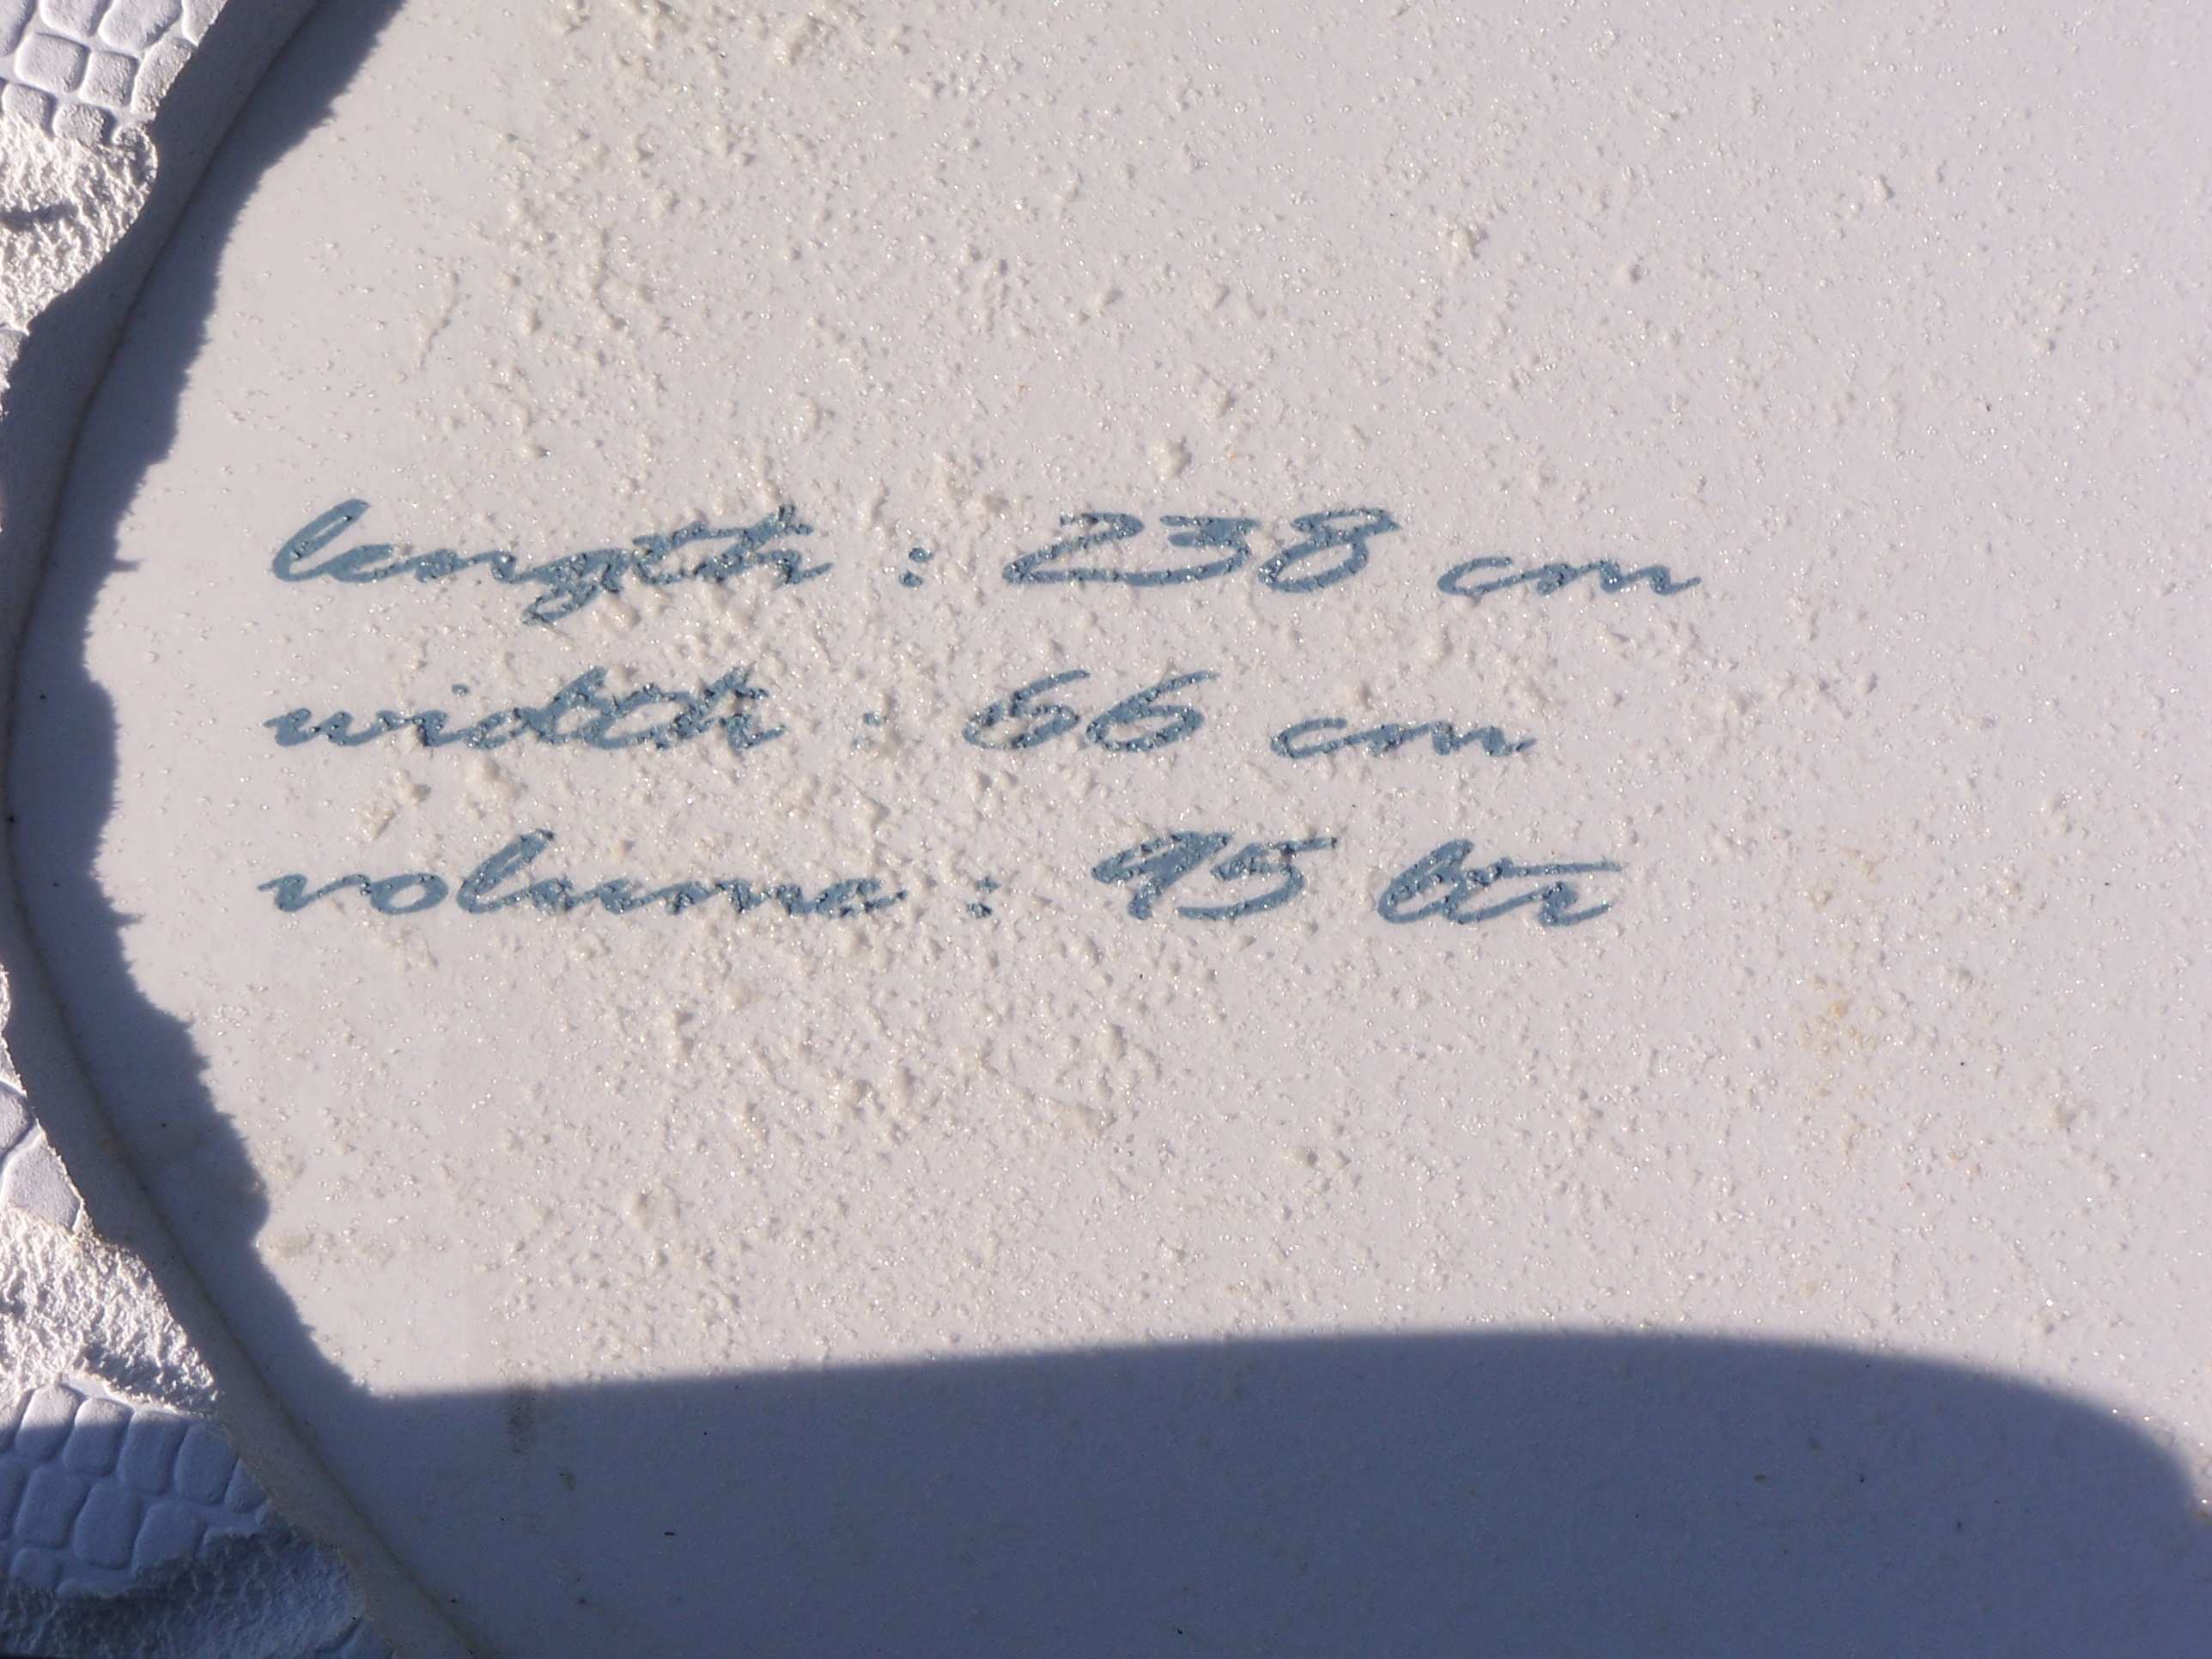 length : 238 cm
width : 66 cm
volume : 95 ltr